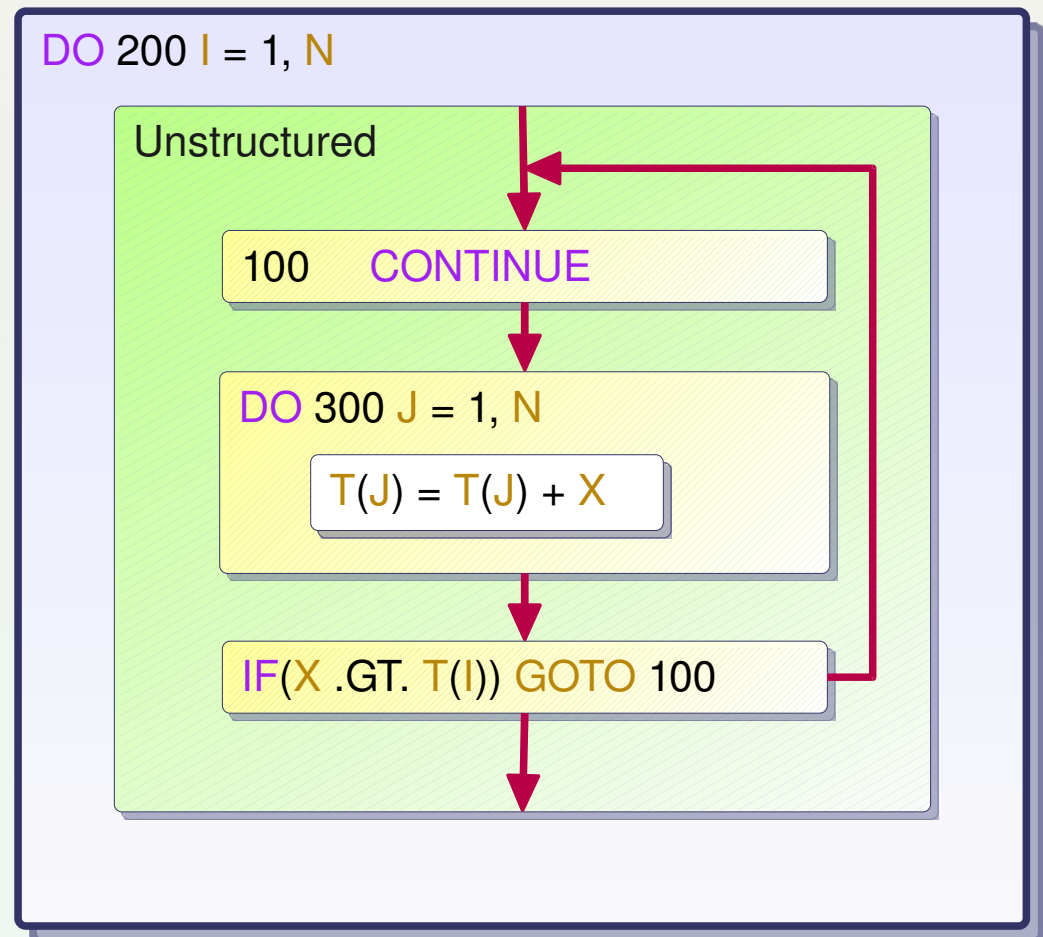 DO 200 I = 1, N
Unstructured
100 CONTINUE
DO 300 J = 1, N
T(J) = T(J) + X
IF(X .GT. T(I)) GOTO 100